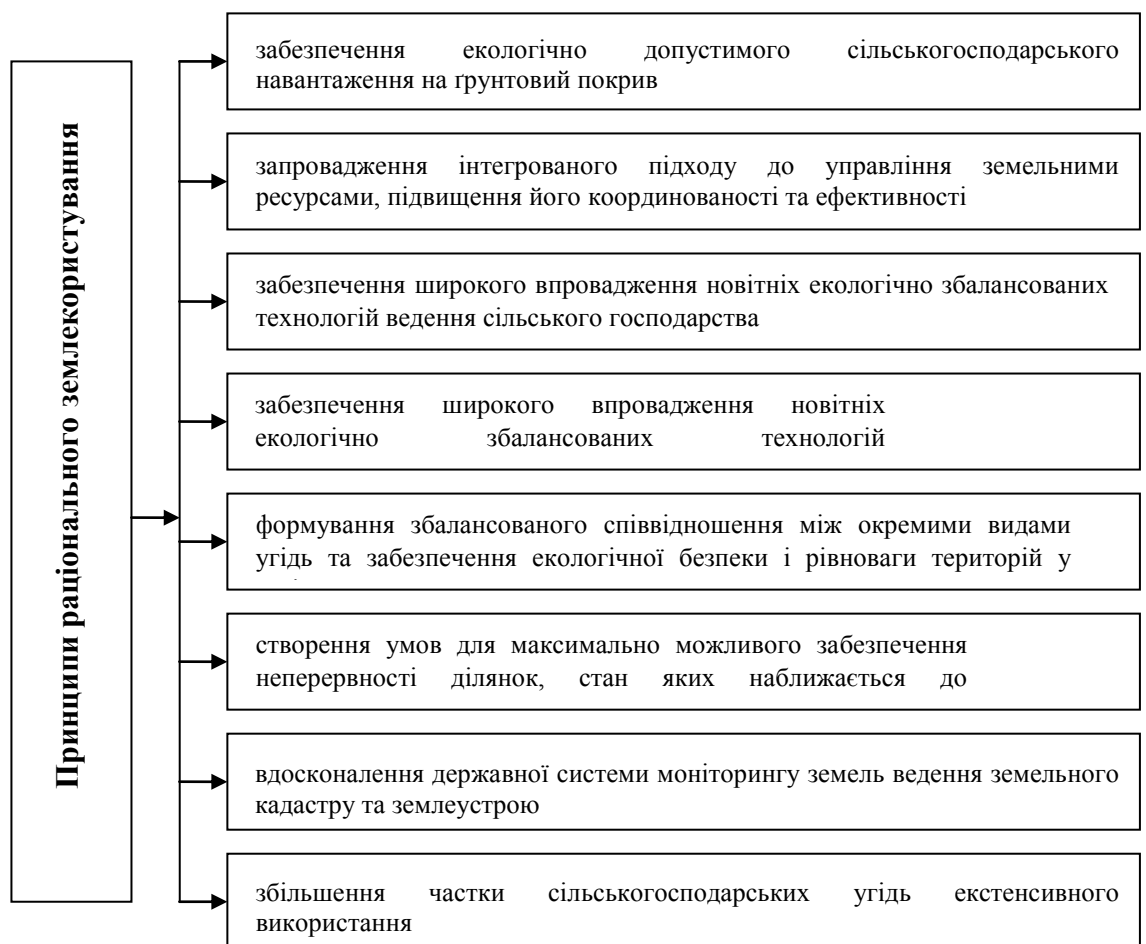 Принципи раціонального землекористування
забезпечення екологічно допустимого сільськогосподарського
навантаження на ґрунтовий покрив
запровадження інтегрованого підходу до управління земельними
ресурсами, підвищення його координованості та ефективності
забезпечення широкого впровадження новітніх екологічно збалансованих
технологій ведення сільського господарства
забезпечення широкого впровадження новітніх
екологічно збалансованих технологій
формування збалансованого співвідношення між окремими видами
угідь та забезпечення екологічної безпеки і рівноваги територій у
створення умов для максимально можливого забезпечення
неперервності ділянок, стан яких наближається до
вдосконалення державної системи моніторингу земель ведення земельного
кадастру та землеустрою
збільшення частки сільськогосподарських угідь екстенсивного
використання